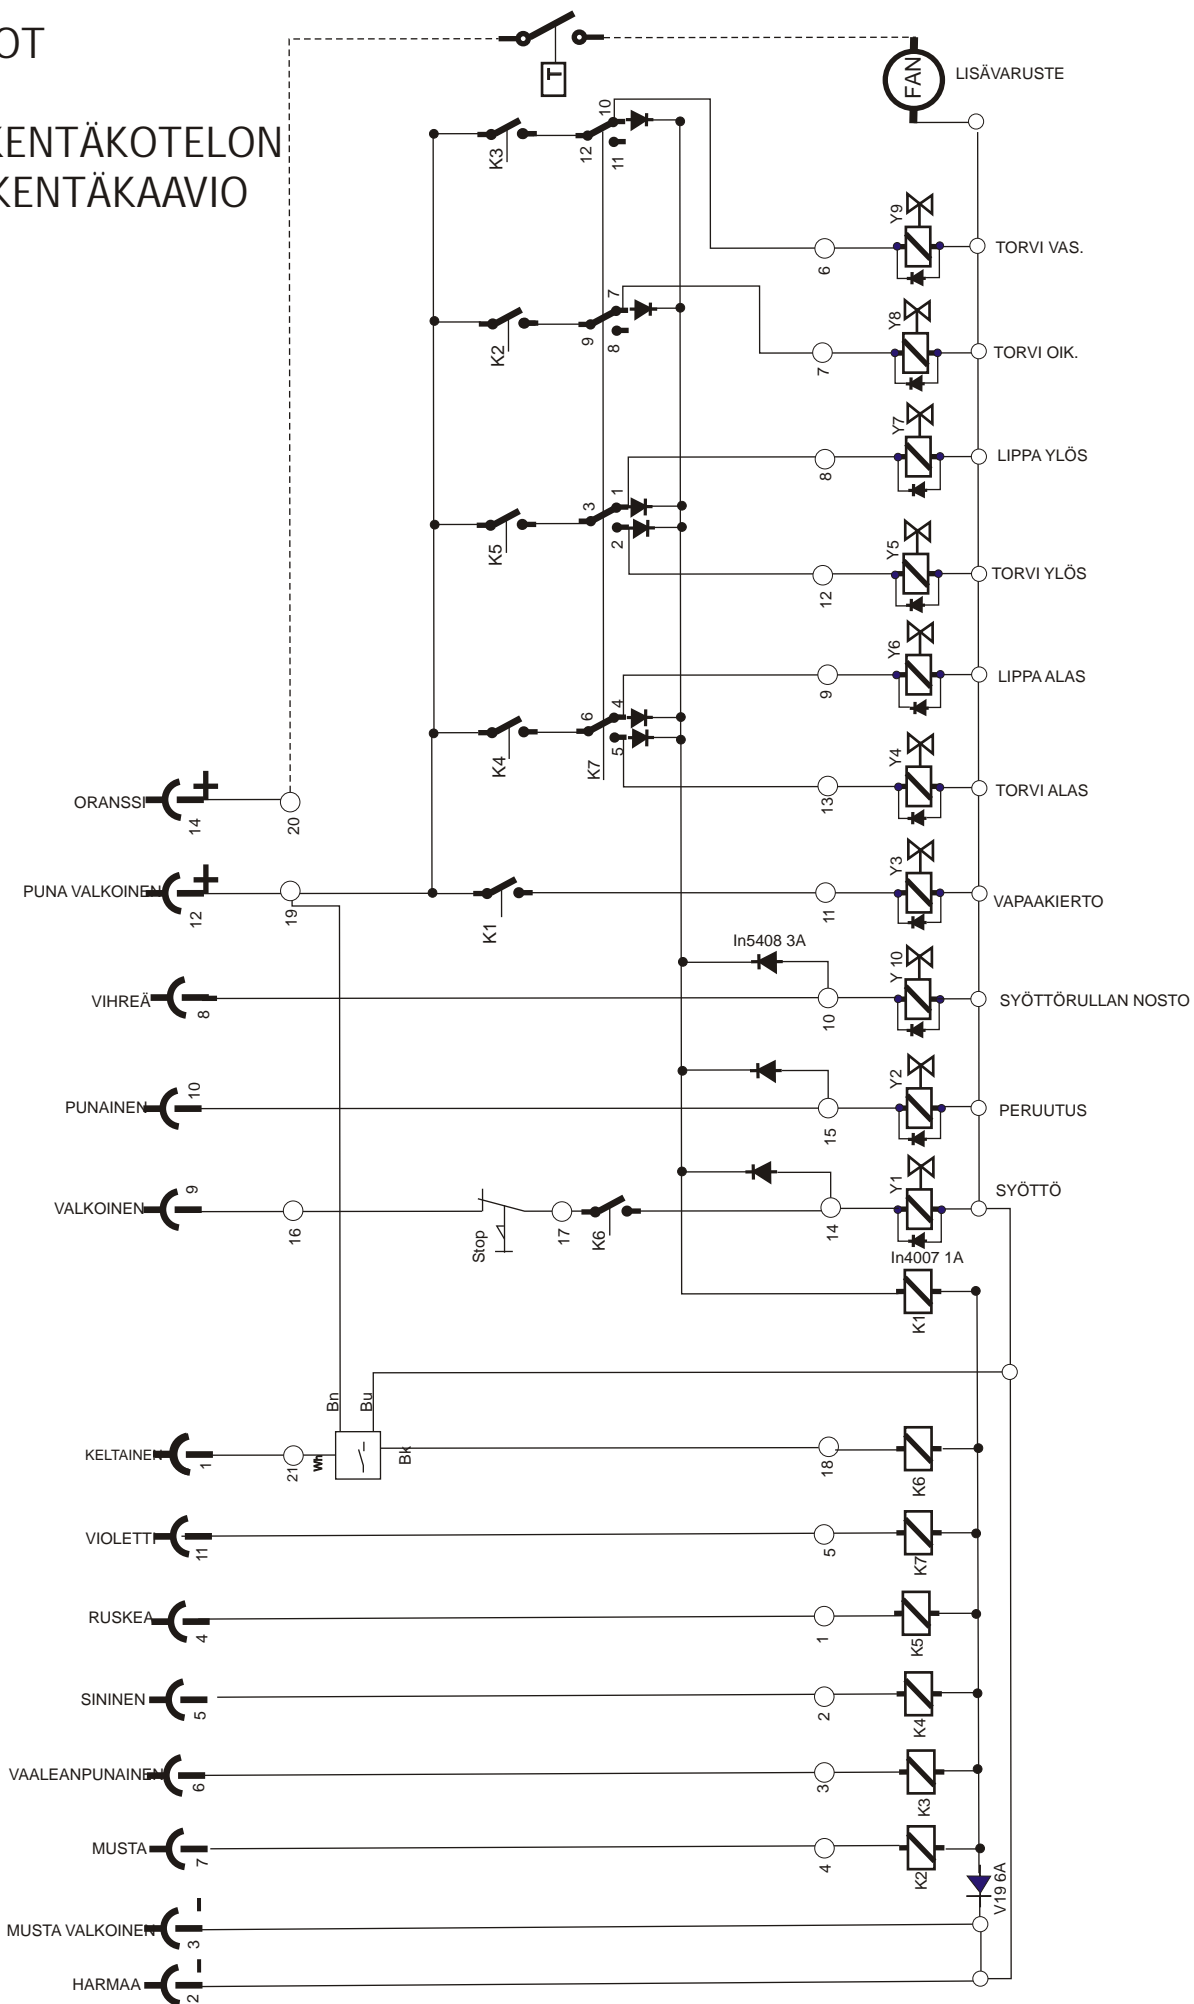 OT
KENTÄKOTELON
KENTÄKAAVIO
T
FAN
LISÄVARUSTE
K3
12
10
11
6
Y9
TORVI VAS.
K2
9
7
8
7
Y8
TORVI OIK.
K5
3
1
2
8
Y7
LIPPA YLÖS
12
Y5
TORVI YLÖS
K4
6
4
5
K7
9
Y6
LIPPA ALAS
13
Y4
TORVI ALAS
ORANSSI
14
+
20
PUNA VALKOINEN
12
+
19
K1
11
Y3
VAPAAKIERTO
In5408 3A
VIHREÄ
8
10
Y 10
SYÖTTÖRULLAN NOSTO
PUNAINEN
10
15
Y2
PERUUTUS
VALKOINEN
9
16
Stop
17
K6
14
Y1
SYÖTTÖ
In4007 1A
K1
Bn
Bu
KELTAINEN
1
21
Wh
Bk
18
K6
VIOLETTI
11
5
K7
RUSKEA
4
1
K5
SININEN
5
2
K4
VAALEANPUNAINEN
6
3
K3
MUSTA
7
4
K2
V19 6A
MUSTA VALKOINEN
3
-
HARMAA
2
-